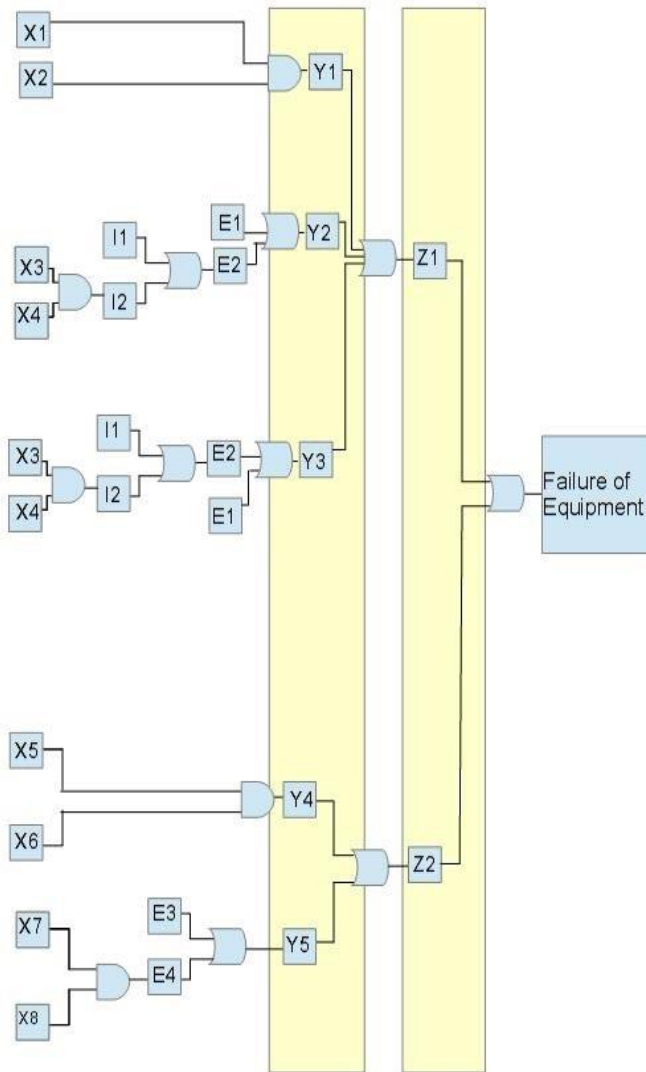 X1
X2
Y1
E1
Y2
I1
E2
X3
I2
X4
Z1
I1
X3
E2
Y3
X4
I2
E1
Failure of
Equipment
X5
Y4
X6
Z2
E3
X7
Y5
E4
X8